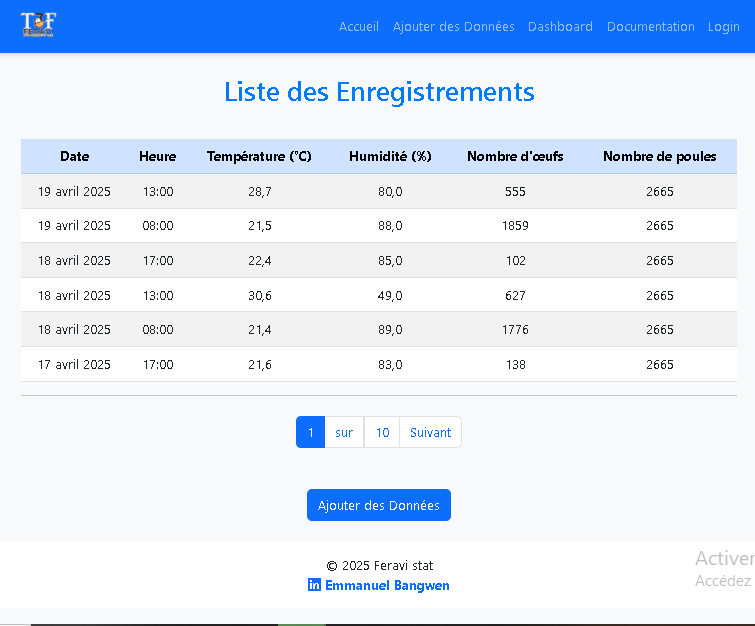 T&F
FERAVI
Accueil Ajouter des Données Dashboard Documentation Login
Liste des Enregistrements
Date Heure Température (°C) Humidité (%) Nombre d'œufs Nombre de poules
19 avril 2025 13:00 28,7 80,0 555 2665
19 avril 2025 08:00 21,5 88,0 1859 2665
18 avril 2025 17:00 22,4 85,0 102 2665
18 avril 2025 13:00 30,6 49,0 627 2665
18 avril 2025 08:00 21,4 89,0 1776 2665
17 avril 2025 17:00 21,6 83,0 138 2665
1 sur 10 Suivant
Ajouter des Données
© 2025 Feravi stat
in Emmanuel Bangwen
Activer
Accédez